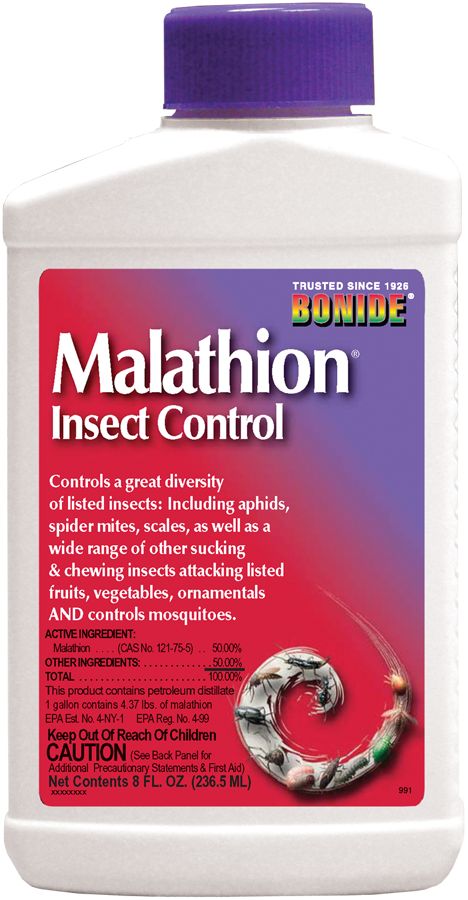 TRUSTED SINCE 1926
BONIDE®
Malathion®
Insect Control
Controls a great diversity
of listed insects: Including aphids,
spider mites, scales, as well as a
wide range of other sucking
& chewing insects attacking listed
fruits, vegetables, ornamentals
AND controls mosquitoes.
ACTIVE INGREDIENT:
Malathion . . . . (CAS No. 121-75-5) . . 50.00%
OTHER INGREDIENTS: . . . . . . . . . . . . 50.00%
TOTAL . . . . . . . . . . . . . . . . . . . . . . . 100.00%
This product contains petroleum distillate
1 gallon contains 4.37 lbs. of malathion
EPA Est. No. 4-NY-1 EPA Reg. No. 4-99
Keep Out Of Reach Of Children
CAUTION (See Back Panel for
Additional Precautionary Statements & First Aid)
Net Contents 8 FL. OZ. (236.5 ML)
xxxxxxxx
991